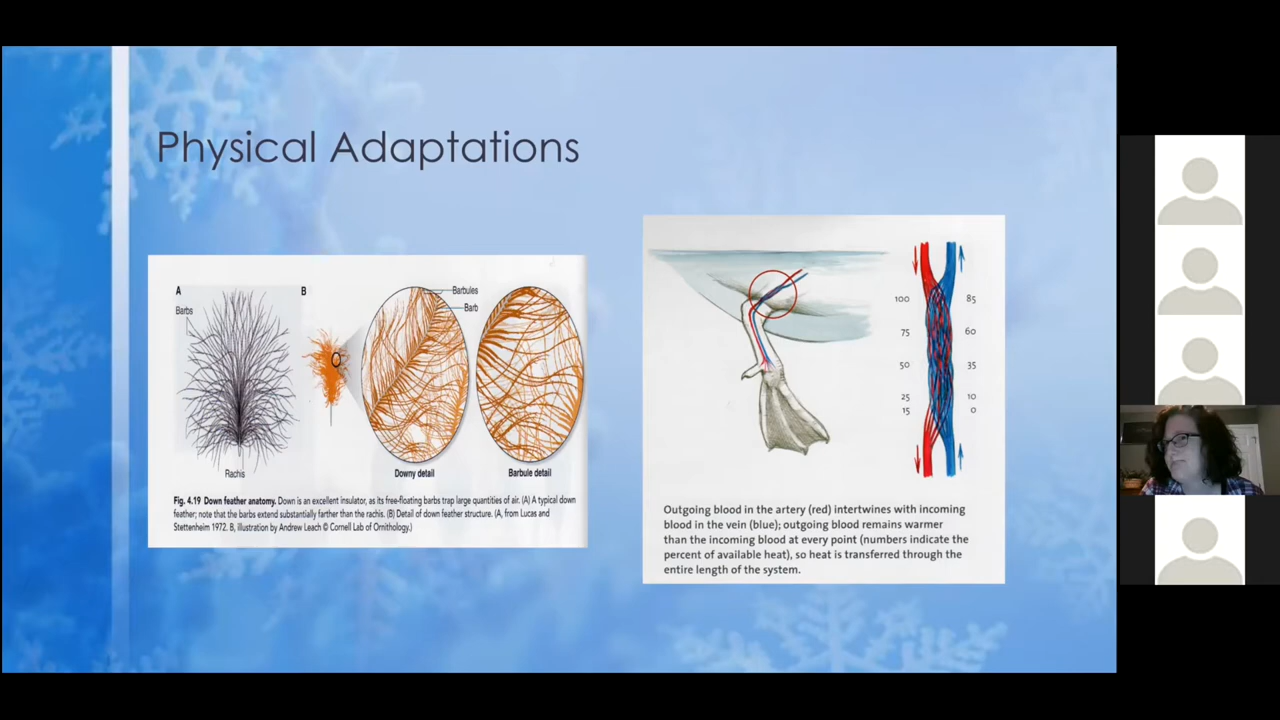 Physical Adaptations
A
B
Barbs
Barbules
Barb
Rachis
Downy detail
Barbule detail
Fig. 4.19 Down feather anatomy. Down is an excellent insulator, as its free-floating barbs trap large quantities of air. (A) A typical down
feather; note that the barbs extend substantially farther than the rachis. (B) Detail of down feather structure. (A, from Lucas and
Stettenheim 1972. B, illustration by Andrew Leach © Cornell Lab of Ornithology.)
100 85
75 60
50 35
25 10
15 0
Outgoing blood in the artery (red) intertwines with incoming
blood in the vein (blue); outgoing blood remains warmer
than the incoming blood at every point (numbers indicate the
percent of available heat), so heat is transferred through the
entire length of the system.